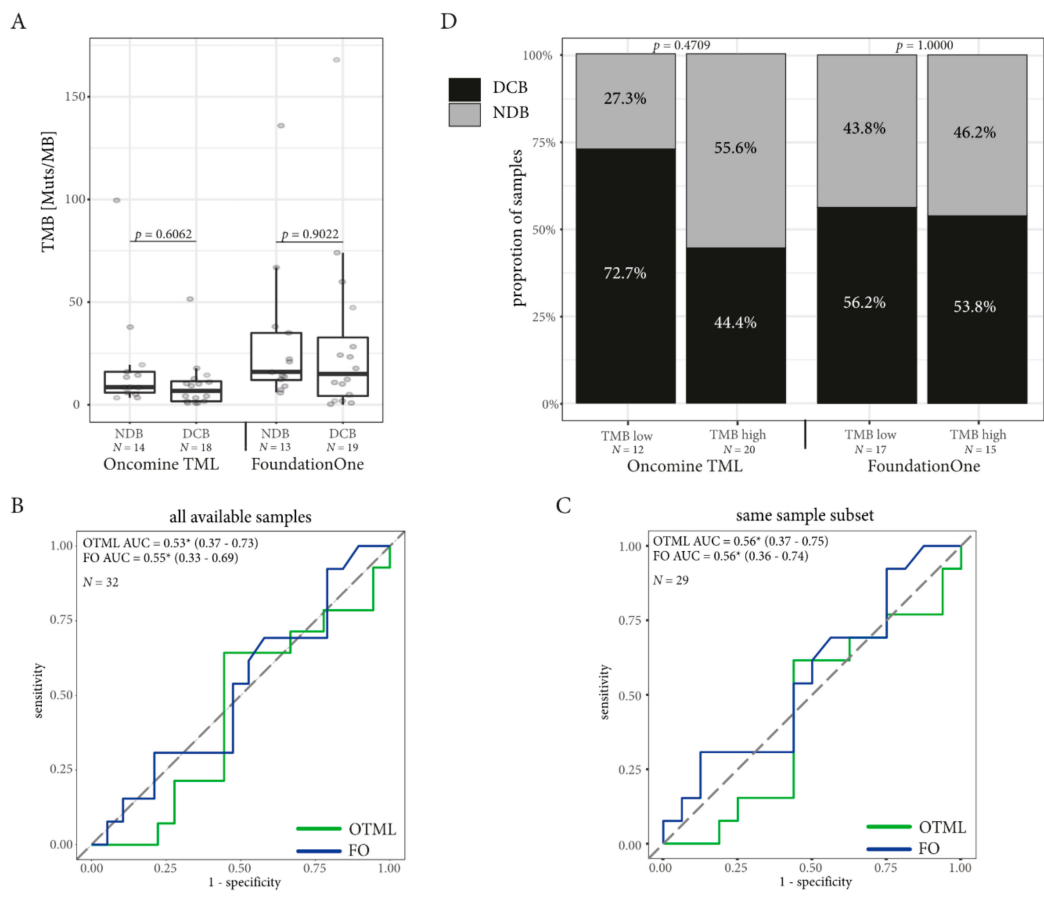 A
TMB [Muts/MB]
150
100
50
0
p = 0.6062
p = 0.9022
NDB
N = 14
DCB
N = 18
NDB
N = 13
DCB
N = 19
Oncomine TML
FoundationOne
D
DCB
NDB
proprotion of samples
100%
75%
50%
25%
0%
p = 0.4709
p = 1.0000
27.3%
55.6%
43.8%
46.2%
72.7%
44.4%
56.2%
53.8%
TMB low
N = 12
TMB high
N = 20
TMB low
N = 17
TMB high
N = 15
Oncomine TML
FoundationOne
B
all available samples
OTML AUC = 0.53* (0.37 - 0.73)
FO AUC = 0.55* (0.33 - 0.69)
N = 32
sensitivity
1.00
0.75
0.50
0.25
0.00
OTML
FO
0.00
0.25
0.50
0.75
1.00
1 - specificity
C
same sample subset
OTML AUC = 0.56* (0.37 - 0.75)
FO AUC = 0.56* (0.36 - 0.74)
N = 29
sensitivity
1.00
0.75
0.50
0.25
0.00
OTML
FO
0.00
0.25
0.50
0.75
1.00
1 - specificity